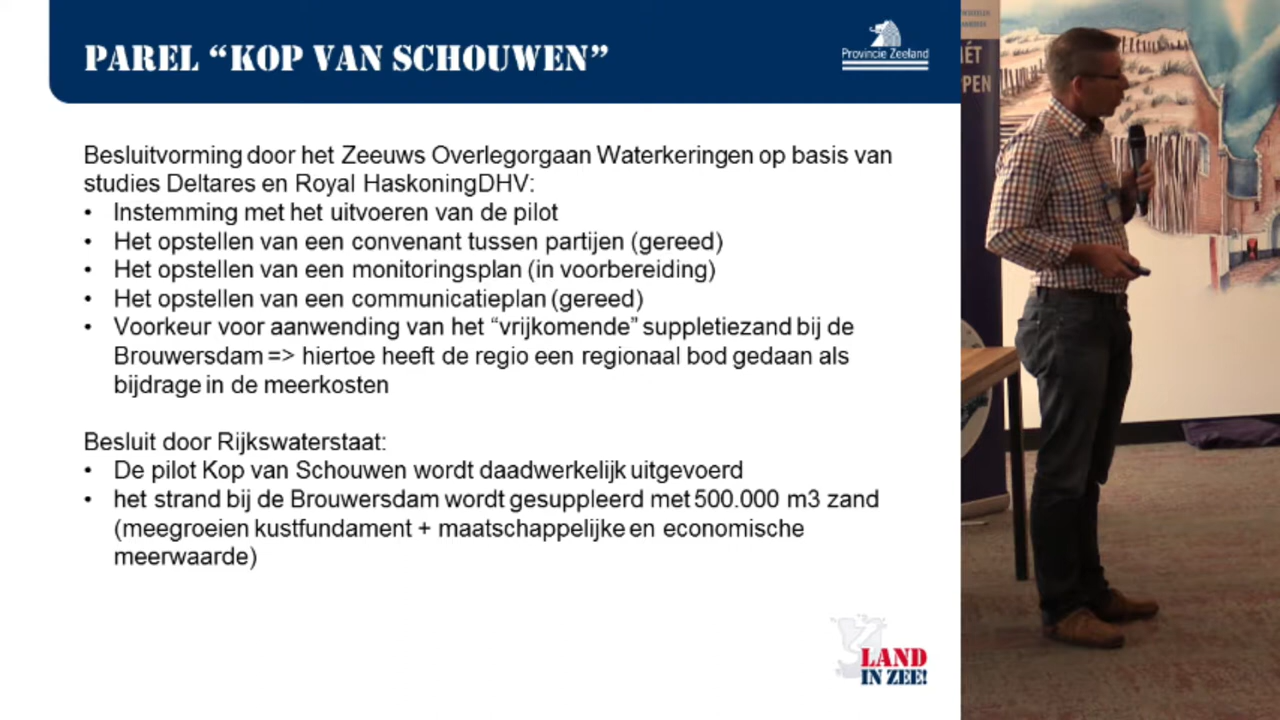 PAREL “KOP VAN SCHOUWEN”
Provincie Zeeland
Besluitvorming door het Zeeuws Overlegorgaan Waterkeringen op basis van
studies Deltares en Royal HaskoningDHV:
• Instemming met het uitvoeren van de pilot
• Het opstellen van een convenant tussen partijen (gereed)
• Het opstellen van een monitoringsplan (in voorbereiding)
• Het opstellen van een communicatieplan (gereed)
• Voorkeur voor aanwending van het “vrijkomende” suppletiezand bij de
Brouwersdam => hiertoe heeft de regio een regionaal bod gedaan als
bijdrage in de meerkosten
Besluit door Rijkswaterstaat:
• De pilot Kop van Schouwen wordt daadwerkelijk uitgevoerd
• het strand bij de Brouwersdam wordt gesuppleerd met 500.000 m3 zand
(meegroeien kustfundament + maatschappelijke en economische
meerwaarde)
LAND
IN ZEE!